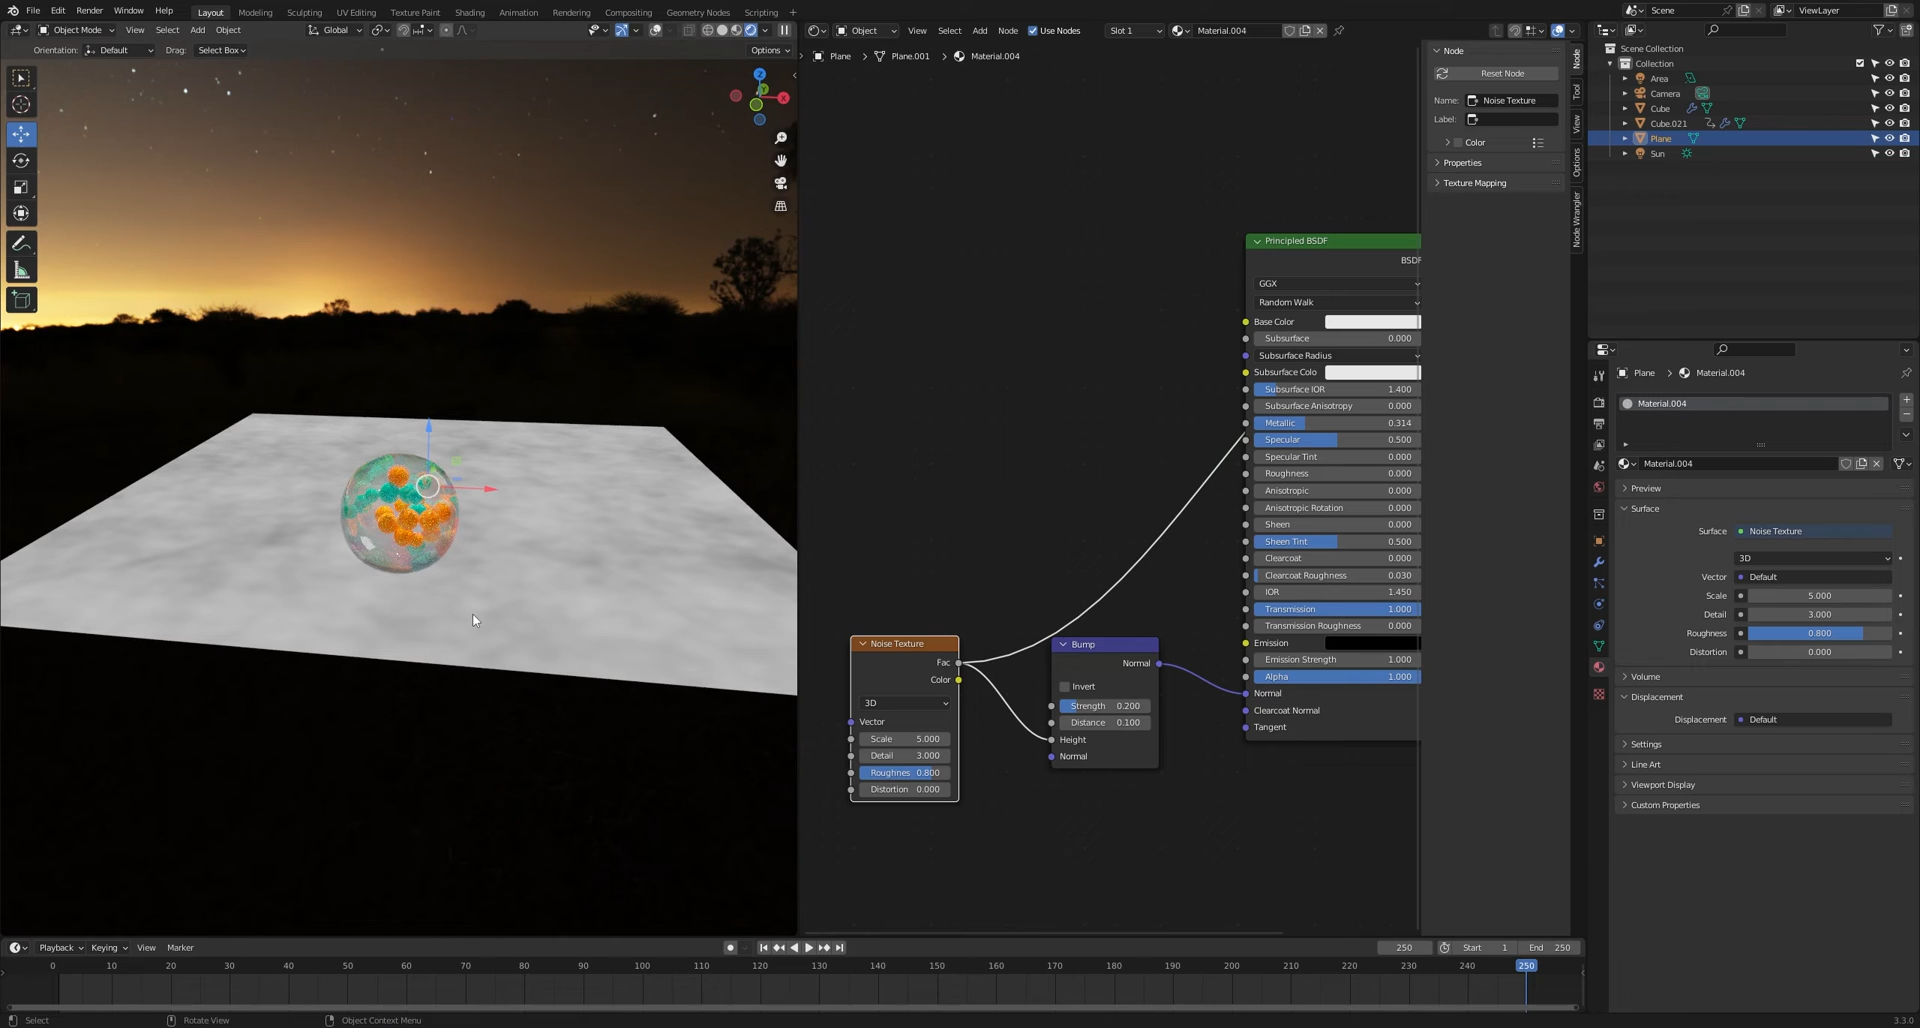 File Edit Render Window Help Layout Modeling Sculpting UV Editing Texture Paint Shading Animation Rendering Compositing Geometry Nodes Scripting + Scene ViewLayer
Object Mode View Select Add Object Global Object View Select Add Node Use Nodes Slot 1 Material.004
Orientation: Default Drag: Select Box Options
Plane > Plane.001 > Material.004
Z
X
Y
Node
Reset Node
Name: Noise Texture
Label:
Color
Properties
Texture Mapping
Node
Tool
View
Options
Node Wrangler
Scene Collection
Collection
Area
Camera
Cube
Cube.021
Plane
Sun
Principled BSDF
BSDF
GGX
Random Walk
Base Color
Subsurface 0.000
Subsurface Radius
Subsurface Colo
Subsurface IOR 1.400
Subsurface Anisotropy 0.000
Metallic 0.314
Specular 0.500
Specular Tint 0.000
Roughness 0.000
Anisotropic 0.000
Anisotropic Rotation 0.000
Sheen 0.000
Sheen Tint 0.500
Clearcoat 0.000
Clearcoat Roughness 0.030
IOR 1.450
Transmission 1.000
Transmission Roughness 0.000
Emission
Emission Strength 1.000
Alpha 1.000
Normal
Clearcoat Normal
Tangent
Noise Texture
Fac
Color
3D
Vector
Scale 5.000
Detail 3.000
Roughnes 0.800
Distortion 0.000
Bump
Normal
Invert
Strength 0.200
Distance 0.100
Height
Normal
Plane > Material.004
Material.004
Material.004
Preview
Surface
Surface Noise Texture
3D
Vector Default
Scale 5.000
Detail 3.000
Roughness 0.800
Distortion 0.000
Volume
Displacement
Displacement Default
Settings
Line Art
Viewport Display
Custom Properties
Playback Keying View Marker 250 Start 1 End 250
0 10 20 30 40 50 60 70 80 90 100 110 120 130 140 150 160 170 180 190 200 210 220 230 240 250
Select Rotate View Object Context Menu 3.3.0